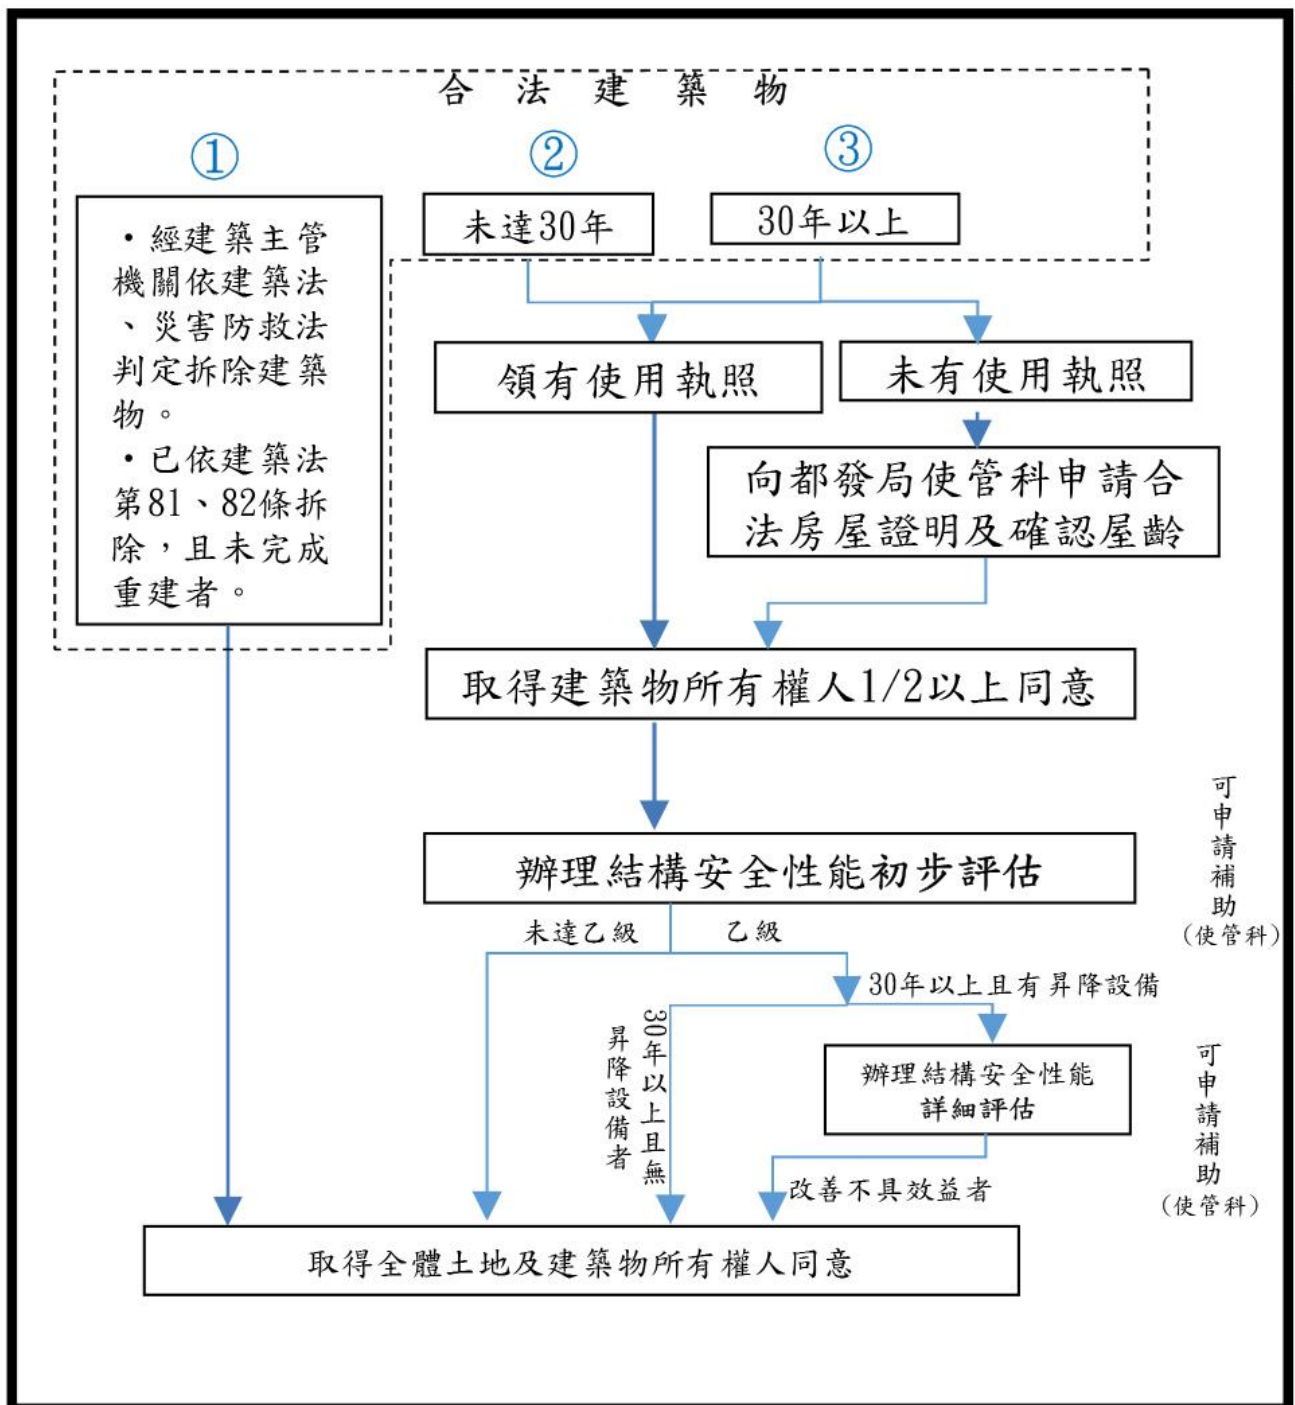 合法建築物
①
②
③
・經建築主管
機關依建築法
、災害防救法
判定拆除建築
物。
・已依建築法
第81、82條拆
除，且未完成
重建者。
未達30年
30年以上
領有使用執照
未有使用執照
向都發局使管科申請合
法房屋證明及確認屋齡
取得建築物所有權人1/2以上同意
辦理結構安全性能初步評估
可申請補助
(使管科)
未達乙級
乙級
30年以上且有昇降設備
30年以上且無
昇降設備者
辦理結構安全性能
詳細評估
可申請補助
(使管科)
改善不具效益者
取得全體土地及建築物所有權人同意